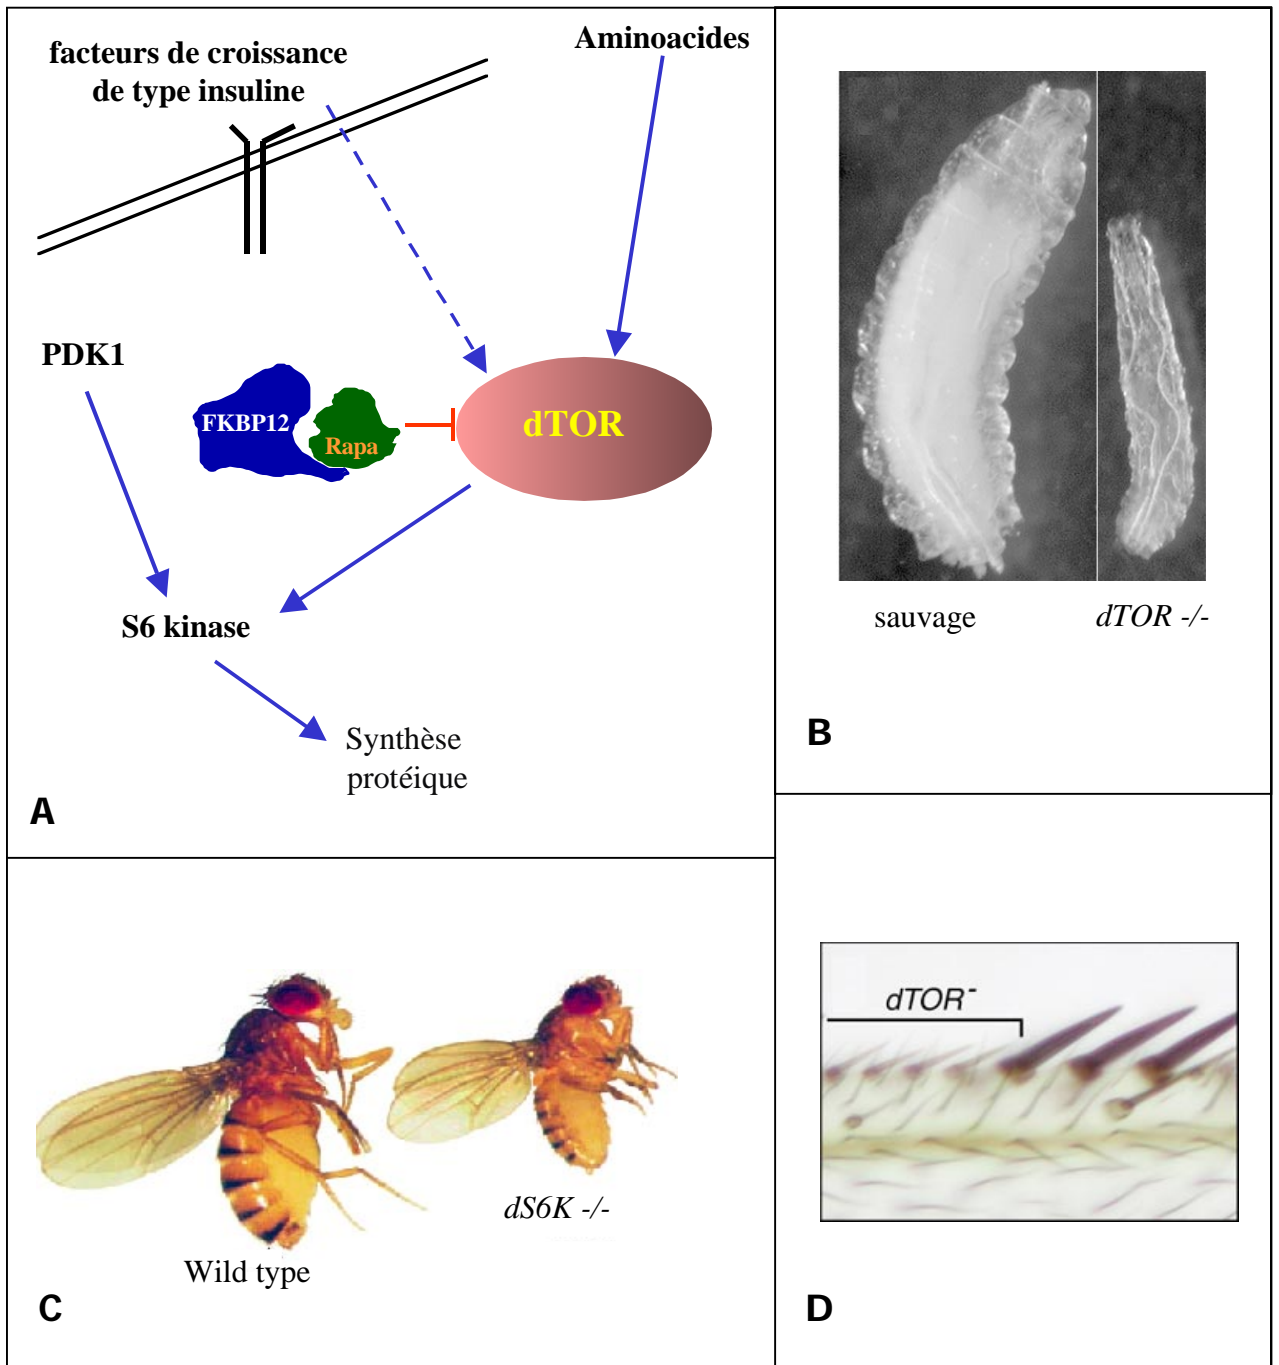 facteurs de croissance
de type insuline
Aminoacides
PDK1
FKBP12
Rapa
dTOR
S6 kinase
Synthèse
protéique
A
sauvage
dTOR -/-
B
Wild type
dS6K -/-
C
dTOR-
D